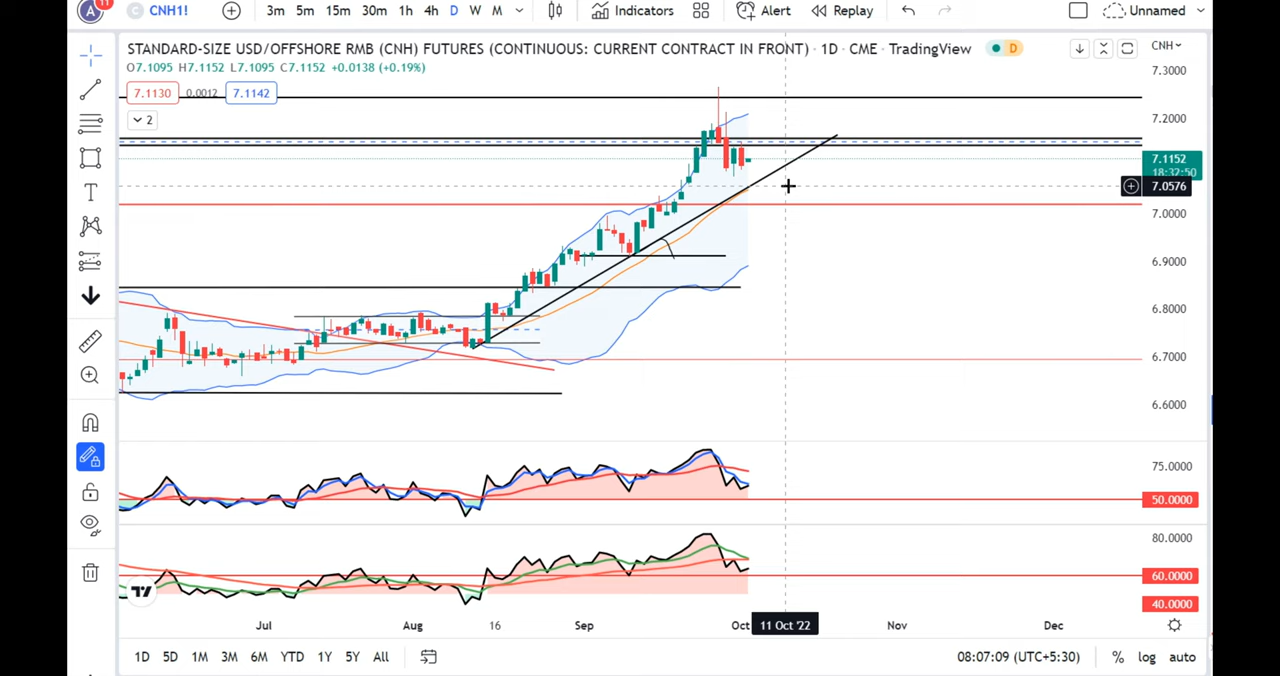 A 11 C CNH1! 3m 5m 15m 30m 1h 4h D W M Indicators Alert Replay Unnamed
STANDARD-SIZE USD/OFFSHORE RMB (CNH) FUTURES (CONTINUOUS: CURRENT CONTRACT IN FRONT) · 1D · CME · TradingView D CNH
O7.1095 H7.1152 L7.1095 C7.1152 +0.0138 (+0.19%)
7.1130 0.0012 7.1142
2
7.3000
7.2000
7.1152
18:32:50
7.0576
7.0000
6.9000
6.8000
6.7000
6.6000
75.0000
50.0000
80.0000
60.0000
40.0000
Jul Aug 16 Sep Oct 11 Oct '22 Nov Dec
1D 5D 1M 3M 6M YTD 1Y 5Y All 08:07:09 (UTC+5:30) % log auto